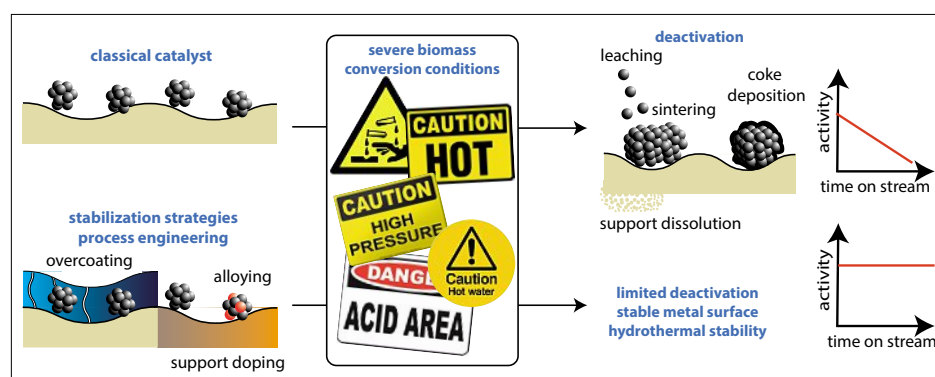 classical catalyst
severe biomass
conversion conditions
deactivation
leaching
sintering
coke
deposition
activity
time on stream
support dissolution
CAUTION
HOT
CAUTION
HIGH
PRESSURE
Caution
Hot water
DANGE
ACID AREA
stabilization strategies
process engineering
overcoating
alloying
support doping
limited deactivation
stable metal surface
hydrothermal stability
activity
time on stream